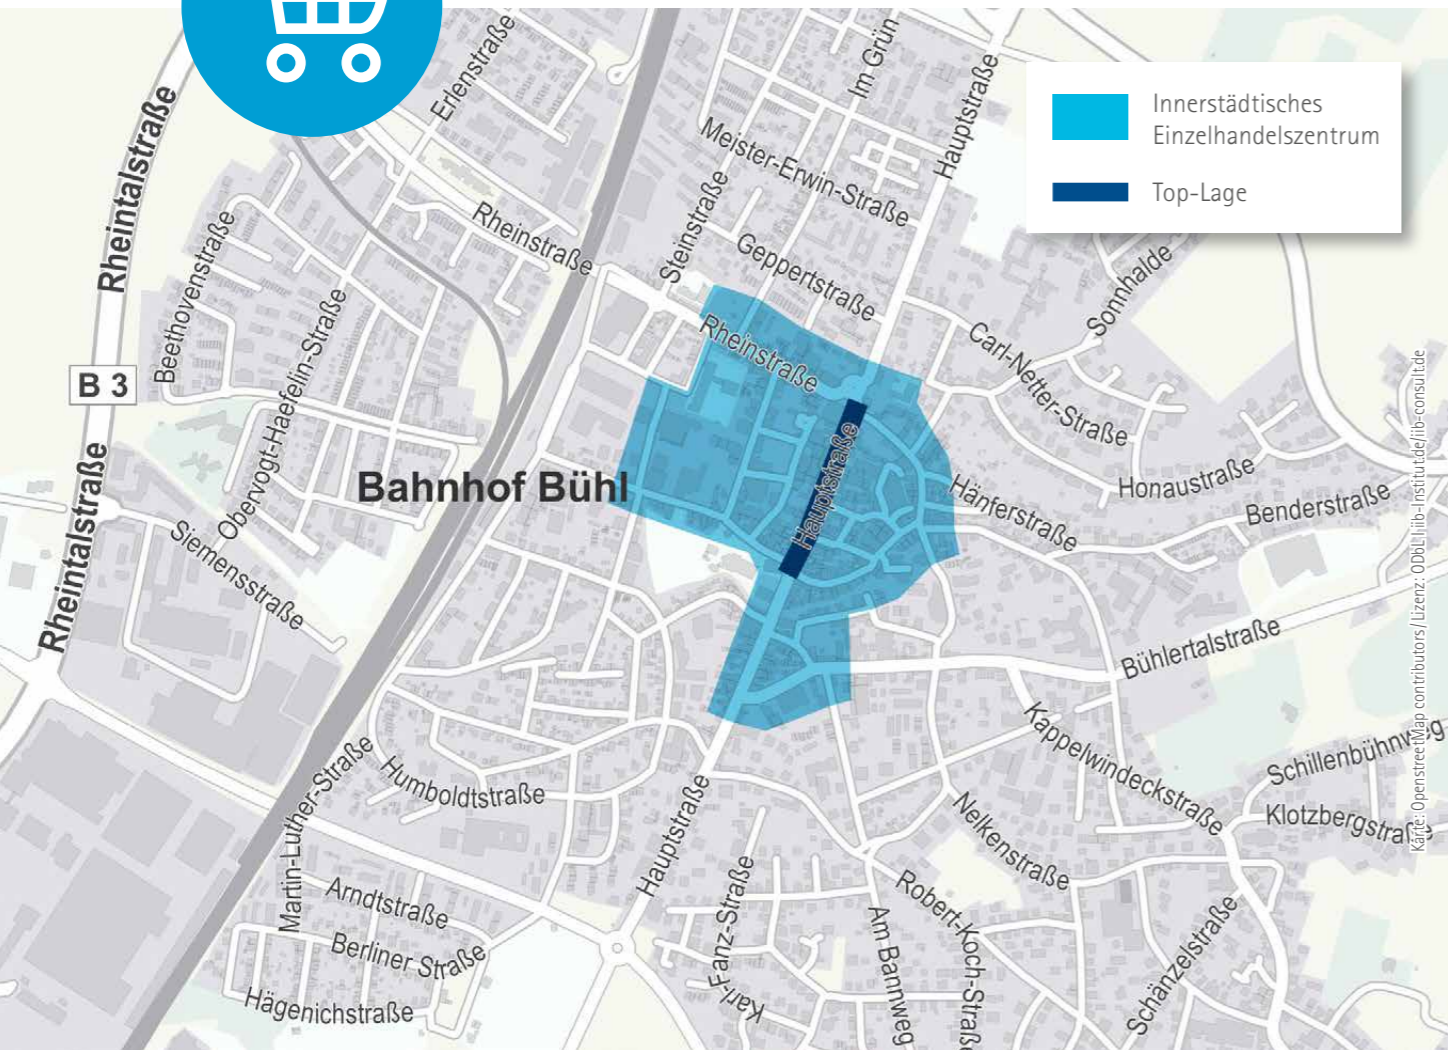 Innerstädtisches
Einzelhandelszentrum
Top-Lage
Erlenstraße
Im Grün
Hauptstraße
Rheintalstraße
Meister-Erwin-Straße
Rheinstraße
Steinstraße
Geppertstraße
Beethovenstraße
Sonnhalde
Obervogt-Haefelin-Straße
Rheinstraße
Carl-Netter-Straße
B 3
Hauptstraße
Bahnhof Bühl
Honaustraße
Hänferstraße
Benderstraße
Rheintalstraße
Siemensstraße
Bühlertalstraße
Kappelwindeckstraße
Schillenbühnweg
Klotzbergstraße
Martin-Luther-Straße
Humboldtstraße
Hauptstraße
Nelkenstraße
Arndtstraße
Berliner Straße
Hägenichstraße
Karl-Fanz-Straße
Am Bannweg
Robert-Koch-Straße
Schänzelstraße
Karte: OpenstreetMap contributors/Lizenz: ODbL|iib-Institut.de/iib-consult.de